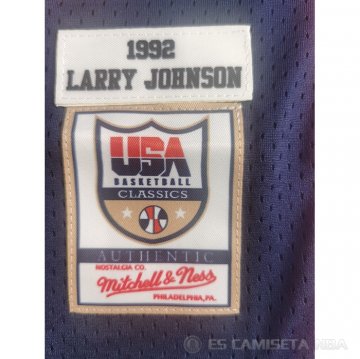 1992
LARRY JOHNSON
USA
BASKETBALL
CLASSICS
AUTHENTIC
NOSTALGIA CO.
Mitchell & Ness
PHILADELPHIA, PA.
ES CAMISETA NBA